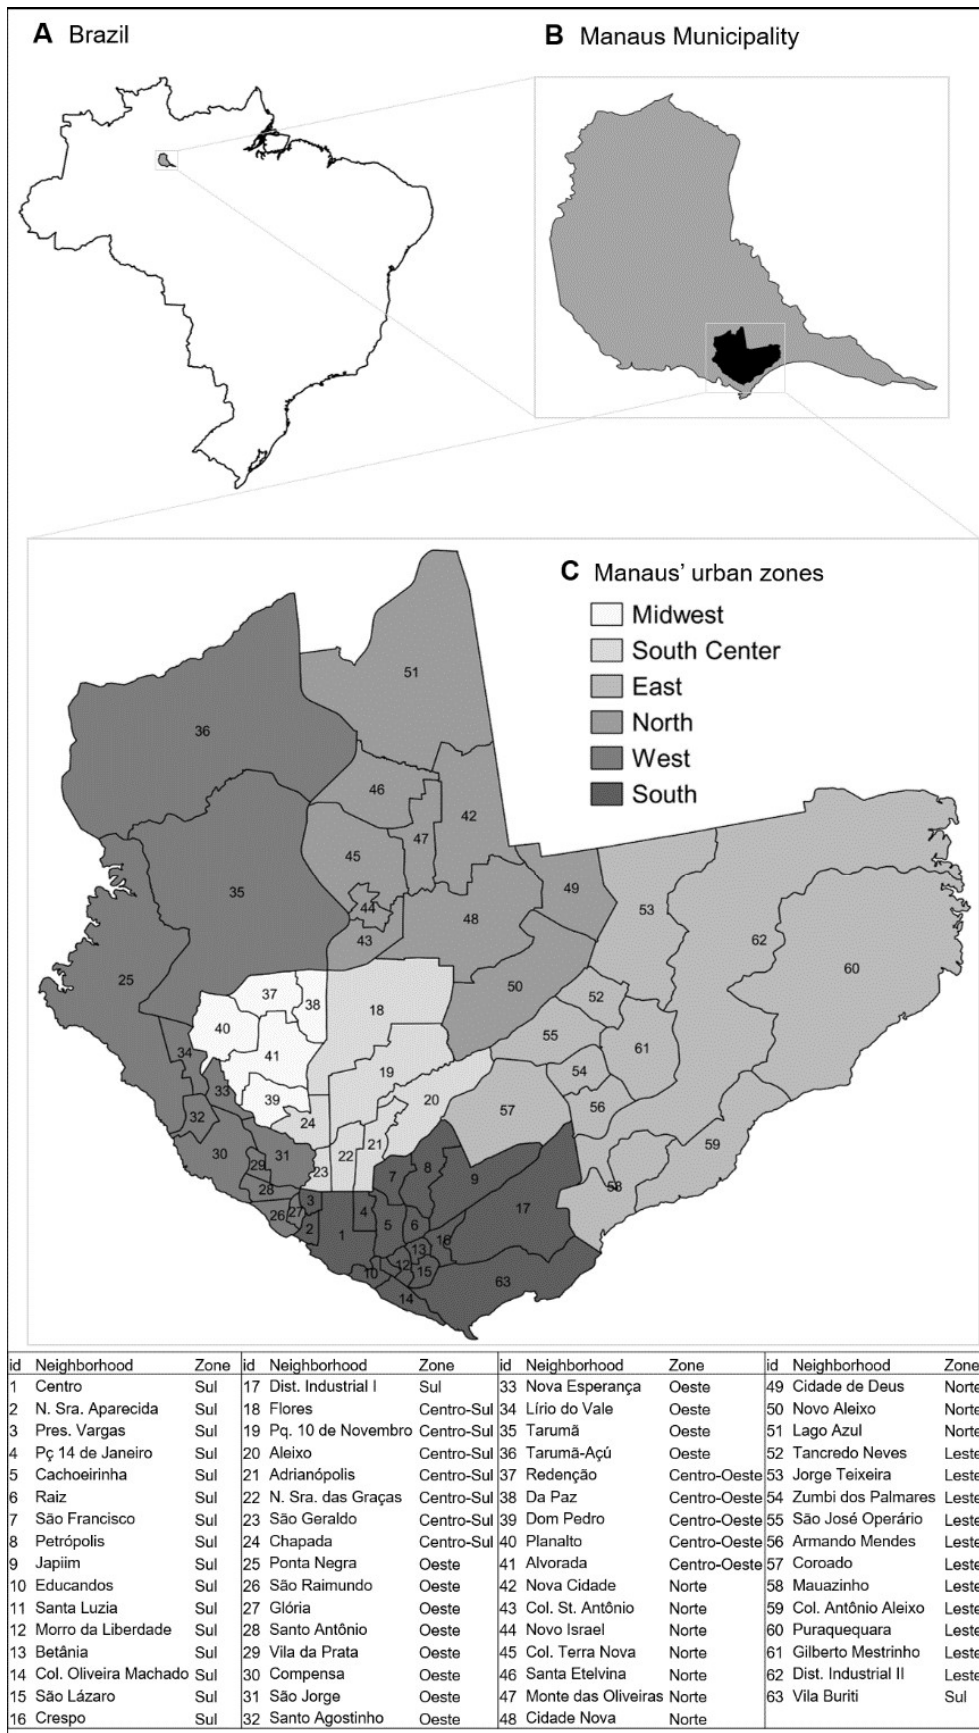 A Brazil
B Manaus Municipality
C Manaus' urban zones
Midwest
South Center
East
North
West
South
51
36
46
42
47
45
35
44
43
48
49
53
62
60
25
37
38
18
50
52
40
41
55
61
34
19
54
33
39
20
56
57
32
24
59
30
31
29
23
22
21
7
8
9
58
28
3
17
26
27
2
1
4
5
6
16
13
12
15
10
63
14
id Neighborhood Zone id Neighborhood Zone id Neighborhood Zone id Neighborhood Zone
1 Centro Sul 17 Dist. Industrial I Sul 33 Nova Esperança Oeste 49 Cidade de Deus Norte
2 N. Sra. Aparecida Sul 18 Flores Centro-Sul 34 Lírio do Vale Oeste 50 Novo Aleixo Norte
3 Pres. Vargas Sul 19 Pq. 10 de Novembro Centro-Sul 35 Tarumã Oeste 51 Lago Azul Norte
4 Pç 14 de Janeiro Sul 20 Aleixo Centro-Sul 36 Tarumã-Açú Oeste 52 Tancredo Neves Leste
5 Cachoeirinha Sul 21 Adrianópolis Centro-Sul 37 Redenção Centro-Oeste 53 Jorge Teixeira Leste
6 Raiz Sul 22 N. Sra. das Graças Centro-Sul 38 Da Paz Centro-Oeste 54 Zumbi dos Palmares Leste
7 São Francisco Sul 23 São Geraldo Centro-Sul 39 Dom Pedro Centro-Oeste 55 São José Operário Leste
8 Petrópolis Sul 24 Chapada Centro-Sul 40 Planalto Centro-Oeste 56 Armando Mendes Leste
9 Japiim Sul 25 Ponta Negra Oeste 41 Alvorada Centro-Oeste 57 Coroado Leste
10 Educandos Sul 26 São Raimundo Oeste 42 Nova Cidade Norte 58 Mauazinho Leste
11 Santa Luzia Sul 27 Glória Oeste 43 Col. St. Antônio Norte 59 Col. Antônio Aleixo Leste
12 Morro da Liberdade Sul 28 Santo Antônio Oeste 44 Novo Israel Norte 60 Puraquequara Leste
13 Betânia Sul 29 Vila da Prata Oeste 45 Col. Terra Nova Norte 61 Gilberto Mestrinho Leste
14 Col. Oliveira Machado Sul 30 Compensa Oeste 46 Santa Etelvina Norte 62 Dist. Industrial II Leste
15 São Lázaro Sul 31 São Jorge Oeste 47 Monte das Oliveiras Norte 63 Vila Buriti Sul
16 Crespo Sul 32 Santo Agostinho Oeste 48 Cidade Nova Norte